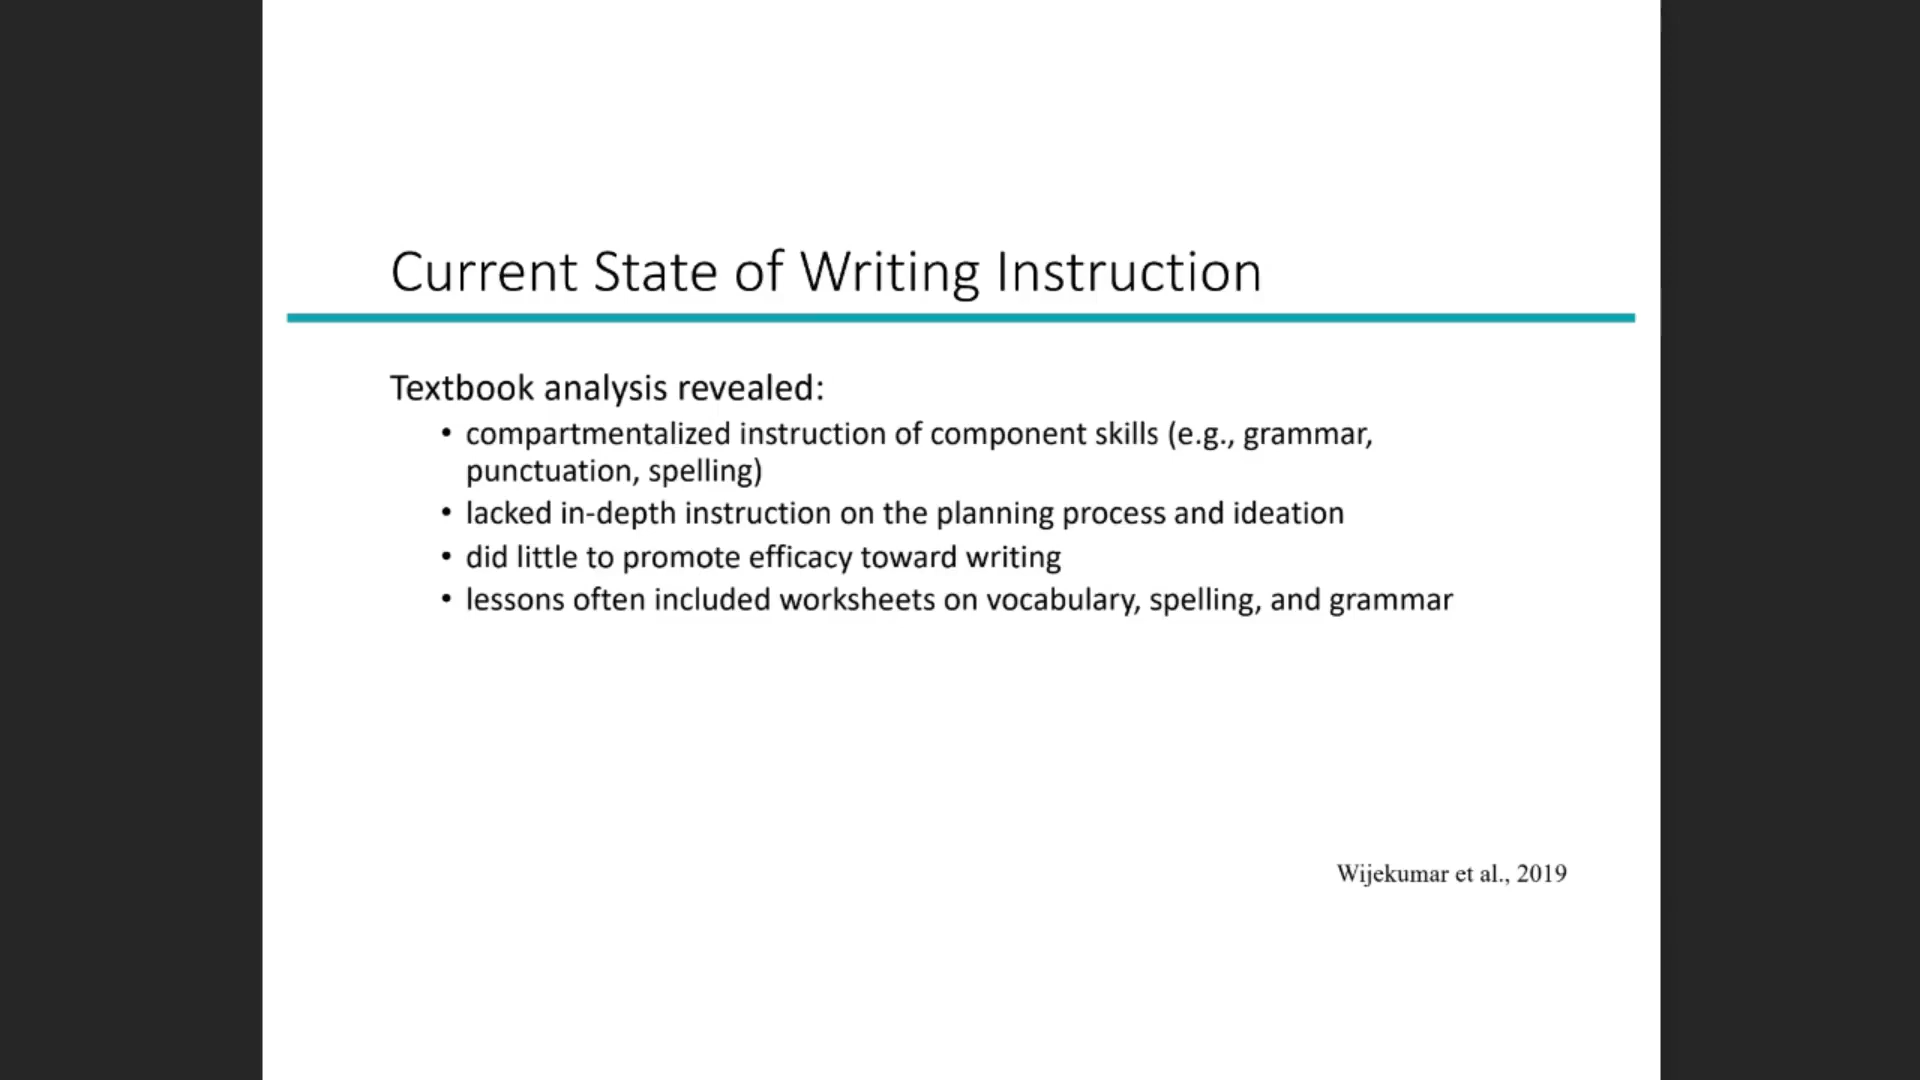 Current State of Writing Instruction
Textbook analysis revealed:
• compartmentalized instruction of component skills (e.g., grammar,
punctuation, spelling)
• lacked in-depth instruction on the planning process and ideation
• did little to promote efficacy toward writing
• lessons often included worksheets on vocabulary, spelling, and grammar
Wijekumar et al., 2019